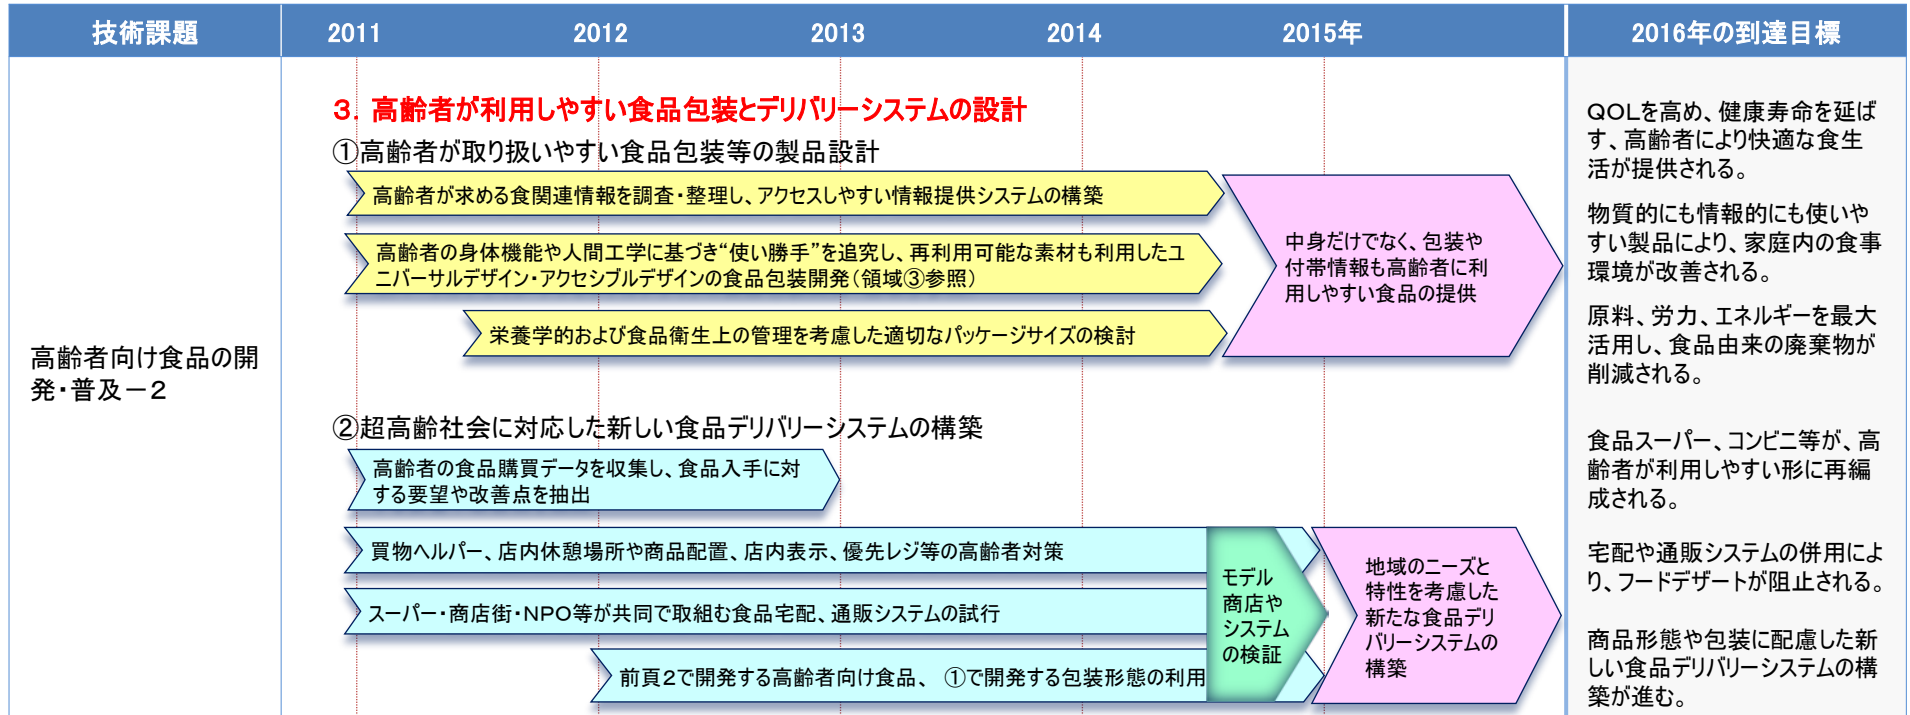 技術課題
2011
2012
2013
2014
2015年
2016年の到達目標
高齢者向け食品の開
発・普及－２
３．高齢者が利用しやすい食品包装とデリバリーシステムの設計
①高齢者が取り扱いやすい食品包装等の製品設計
高齢者が求める食関連情報を調査・整理し、アクセスしやすい情報提供システムの構築
高齢者の身体機能や人間工学に基づき“使い勝手”を追究し、再利用可能な素材も利用したユ
ニバーサルデザイン・アクセシブルデザインの食品包装開発（領域③参照）
栄養学的および食品衛生上の管理を考慮した適切なパッケージサイズの検討
中身だけでなく、包装や
付帯情報も高齢者に利
用しやすい食品の提供
②超高齢社会に対応した新しい食品デリバリーシステムの構築
高齢者の食品購買データを収集し、食品入手に対
する要望や改善点を抽出
買物ヘルパー、店内休憩場所や商品配置、店内表示、優先レジ等の高齢者対策
スーパー・商店街・NPO等が共同で取組む食品宅配、通販システムの試行
前頁２で開発する高齢者向け食品、 ①で開発する包装形態の利用
モデル
商店や
システム
の検証
地域のニーズと
特性を考慮した
新たな食品デリ
バリーシステムの
構築
QOLを高め、健康寿命を延ば
す、高齢者により快適な食生
活が提供される。
物質的にも情報的にも使いや
すい製品により、家庭内の食事
環境が改善される。
原料、労力、エネルギーを最大
活用し、食品由来の廃棄物が
削減される。
食品スーパー、コンビニ等が、高
齢者が利用しやすい形に再編
成される。
宅配や通販システムの併用によ
り、フードデザートが阻止される。
商品形態や包装に配慮した新
しい食品デリバリーシステムの構
築が進む。